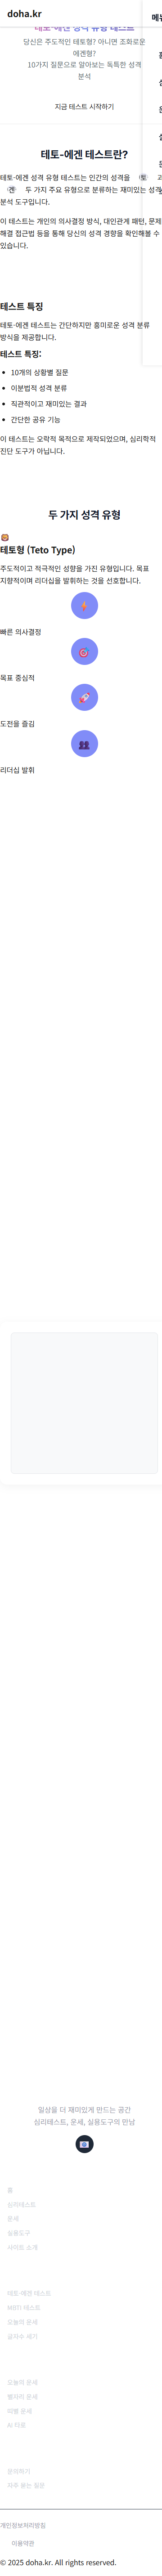 doha.kr
메뉴
테토-에겐 성격 유형 테스트
당신은 주도적인 테토형? 아니면 조화로운
에겐형?
10가지 질문으로 알아보는 독특한 성격
분석
지금 테스트 시작하기
테토-에겐 테스트란?
테토-에겐 성격 유형 테스트는 인간의 성격을 토 과
겐 두 가지 주요 유형으로 분류하는 재미있는 성격
분석 도구입니다.
이 테스트는 개인의 의사결정 방식, 대인관계 패턴, 문제
해결 접근법 등을 통해 당신의 성격 경향을 확인해볼 수
있습니다.
테스트 특징
테토-에겐 테스트는 간단하지만 흥미로운 성격 분류
방식을 제공합니다.
테스트 특징:
10개의 상황별 질문
이분법적 성격 분류
직관적이고 재미있는 결과
간단한 공유 기능
이 테스트는 오락적 목적으로 제작되었으며, 심리학적
진단 도구가 아닙니다.
두 가지 성격 유형
테토형 (Teto Type)
주도적이고 적극적인 성향을 가진 유형입니다. 목표
지향적이며 리더십을 발휘하는 것을 선호합니다.
빠른 의사결정
목표 중심적
도전을 즐김
리더십 발휘
일상을 더 재미있게 만드는 공간
심리테스트, 운세, 실용도구의 만남
홈
심리테스트
운세
실용도구
사이트 소개
테토-에겐 테스트
MBTI 테스트
오늘의 운세
글자수 세기
오늘의 운세
별자리 운세
띠별 운세
AI 타로
문의하기
자주 묻는 질문
개인정보처리방침
이용약관
© 2025 doha.kr. All rights reserved.